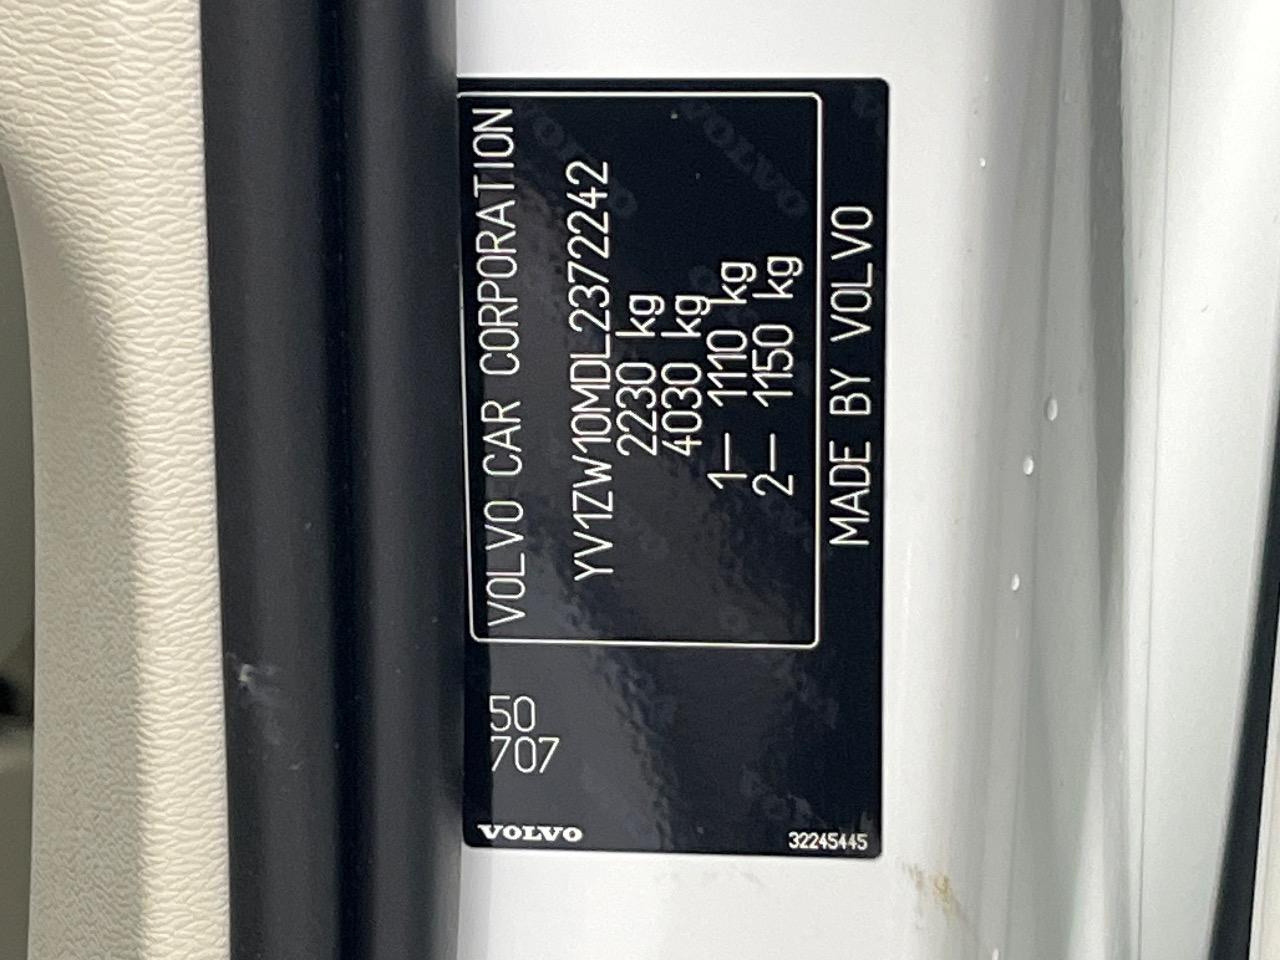 VOLVO CAR CORPORATION
YV1ZW10MDL2372242
2230 kg
4030 kg
1- 1110 kg
2- 1150 kg
MADE BY VOLVO
50
707
VOLVO
32245445